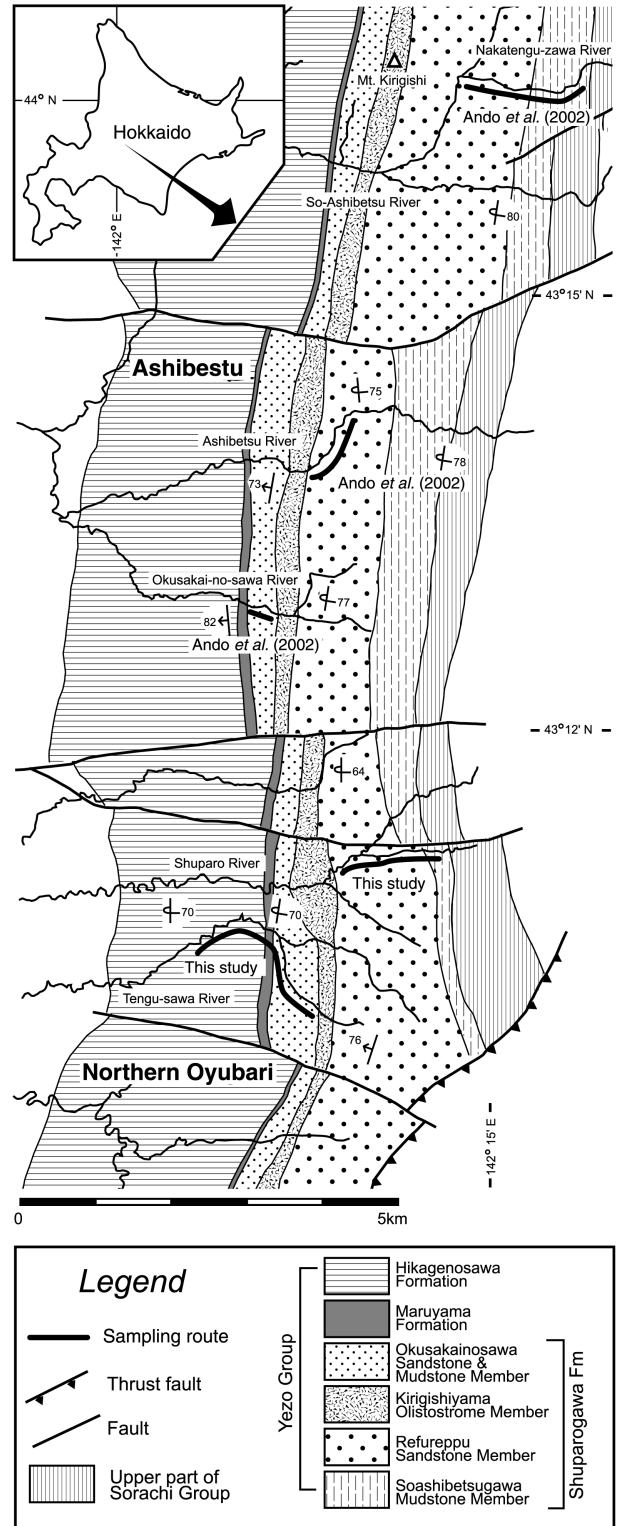 Nakatengu-zawa River
Mt. Kirigishi
44° N
Ando et al. (2002)
Hokkaido
So-Ashibetsu River
80
142° E
43° 15' N
Ashibestu
75
Ashibetsu River
78
73
Ando et al. (2002)
Okusakai-no-sawa River
77
82
Ando et al. (2002)
43° 12' N
64
Shuparo River
This study
70
70
This study
Tengu-sawa River
76
Northern Oyubari
142° 15' E
0
5km
Legend
Sampling route
Thrust fault
Fault
Upper part of
Sorachi Group
Yezo Group
Hikagenosawa
Formation
Maruyama
Formation
Okusakainosawa
Sandstone &
Mudstone Member
Kirigishiyama
Olistostrome Member
Refureppu
Sandstone Member
Soashibetsugawa
Mudstone Member
Shuparogawa Fm